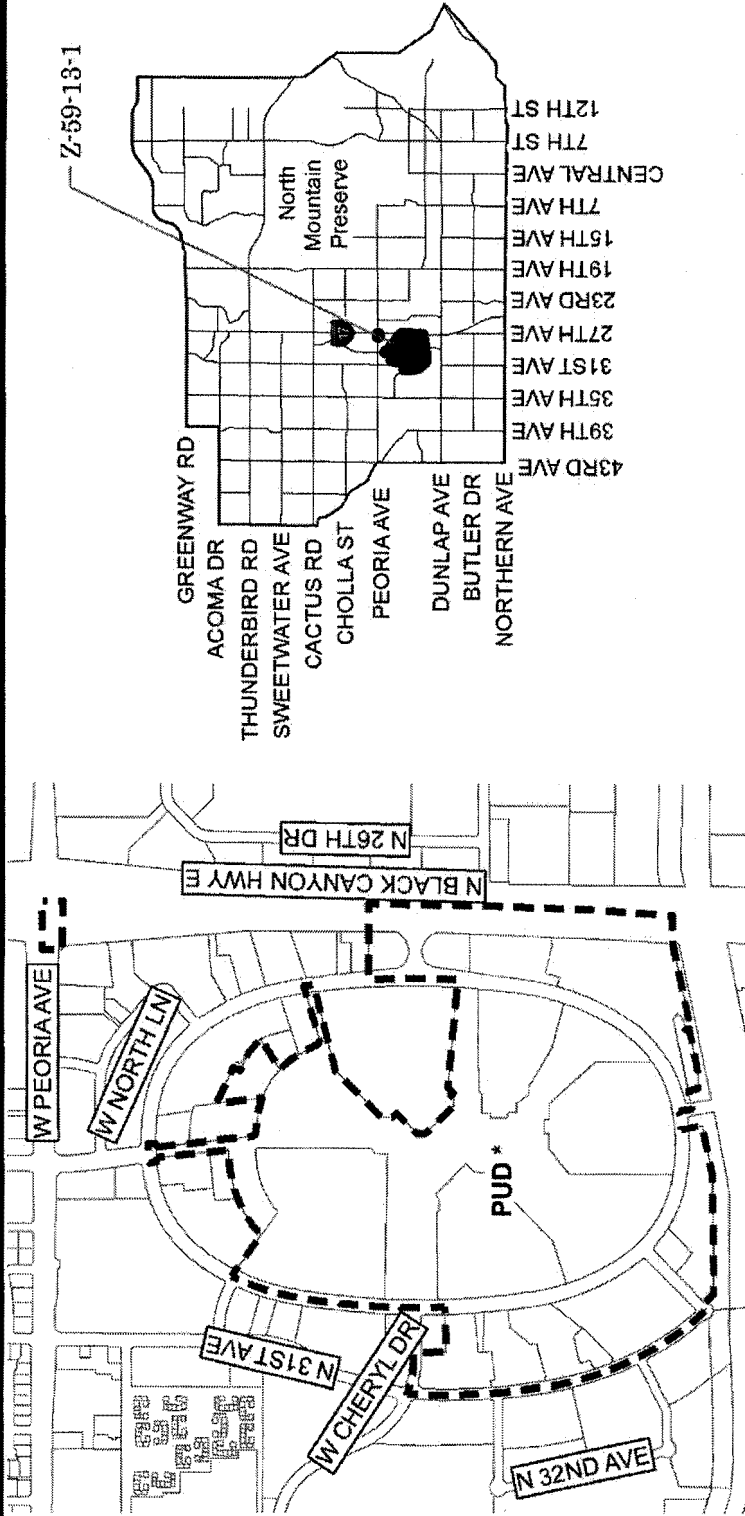 Z-59-13-1
North
Mountain
Preserve
12TH ST
7TH ST
CENTRAL AVE
7TH AVE
15TH AVE
19TH AVE
23RD AVE
27TH AVE
31ST AVE
35TH AVE
39TH AVE
43RD AVE
GREENWAY RD
ACOMA DR
THUNDERBIRD RD
SWEETWATER AVE
CACTUS RD
CHOLLA ST
PEORIA AVE
DUNLAP AVE
BUTLER DR
NORTHERN AVE
W PEORIA AVE
W NORTH LN
N 26TH DR
N BLACK CANYON HWY E
N 31ST AVE
W CHERYL DR
N 32ND AVE
PUD *